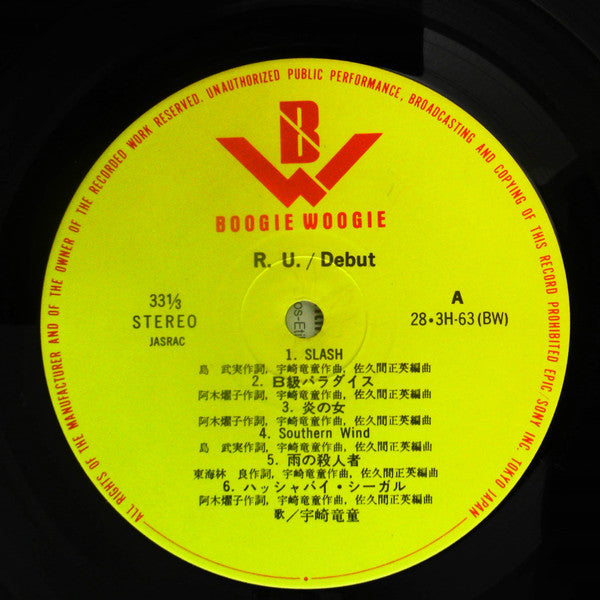 ALL RIGHTS OF THE MANUFACTURER AND OF THE OWNER OF THE RECORDED WORK RESERVED. UNAUTHORIZED PUBLIC PERFORMANCE, BROADCASTING AND COPYING OF THIS RECORD PROHIBITED EPIC/SONY INC. TOKYO JAPAN
BW
BOOGIE WOOGIE
R. U./Debut
33⅓
STEREO
JASRAC
A
28・3H-63(BW)
1. SLASH
島 武実作詞, 宇崎竜童作曲, 佐久間正英編曲
2. B級パラダイス
阿木燿子作詞, 宇崎竜童作曲, 佐久間正英編曲
3. 炎の女
阿木燿子作詞, 宇崎竜童作曲, 佐久間正英編曲
4. Southern Wind
島 武実作詞, 宇崎竜童作曲, 佐久間正英編曲
5. 雨の殺人者
東海林 良作詞, 宇崎竜童作曲, 佐久間正英編曲
6. ハッシャバイ・シーガル
阿木燿子作詞, 宇崎竜童作曲, 佐久間正英編曲
歌/宇崎竜童